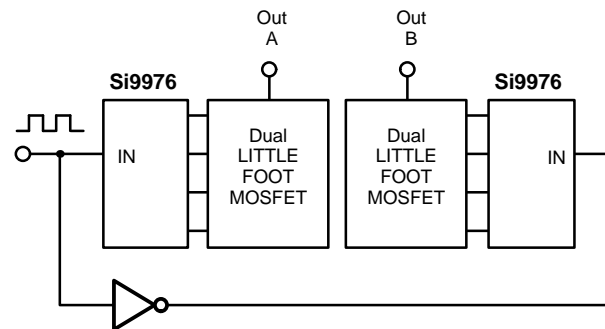 Out
A
Out
B
Si9976
Si9976
IN
Dual
LITTLE
FOOT
MOSFET
Dual
LITTLE
FOOT
MOSFET
IN